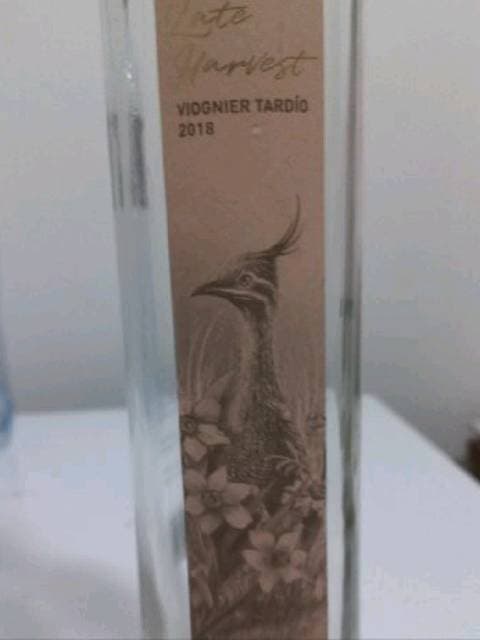 Late
Harvest
VIOGNIER TARDÍO
2018